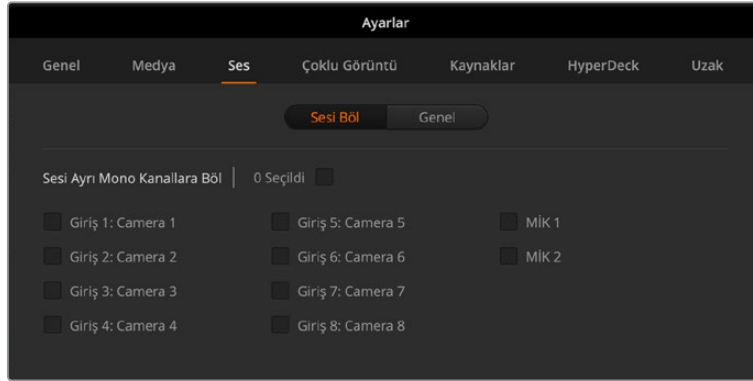 Ayarlar
Genel Medya Ses Çoklu Görüntü Kaynaklar HyperDeck Uzak
Sesi Böl Genel
Sesi Ayrı Mono Kanallara Böl 0 Seçildi
Giriş 1: Camera 1 Giriş 5: Camera 5 MİK 1
Giriş 2: Camera 2 Giriş 6: Camera 6 MİK 2
Giriş 3: Camera 3 Giriş 7: Camera 7
Giriş 4: Camera 4 Giriş 8: Camera 8